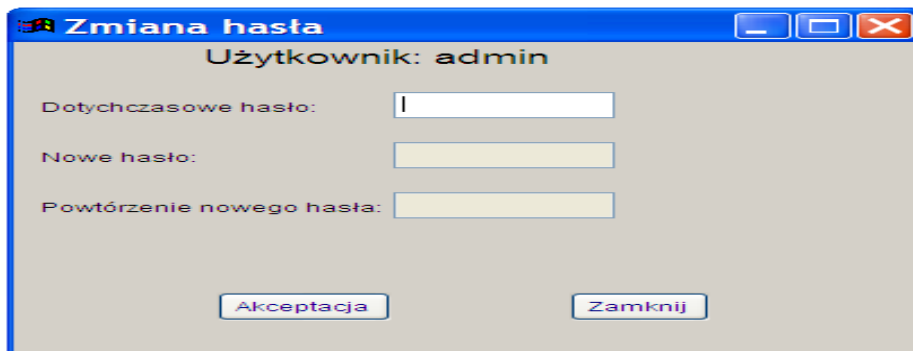 Zmiana hasła
Użytkownik: admin
Dotychczasowe hasło:
Nowe hasło:
Powtórzenie nowego hasła:
Akceptacja Zamknij